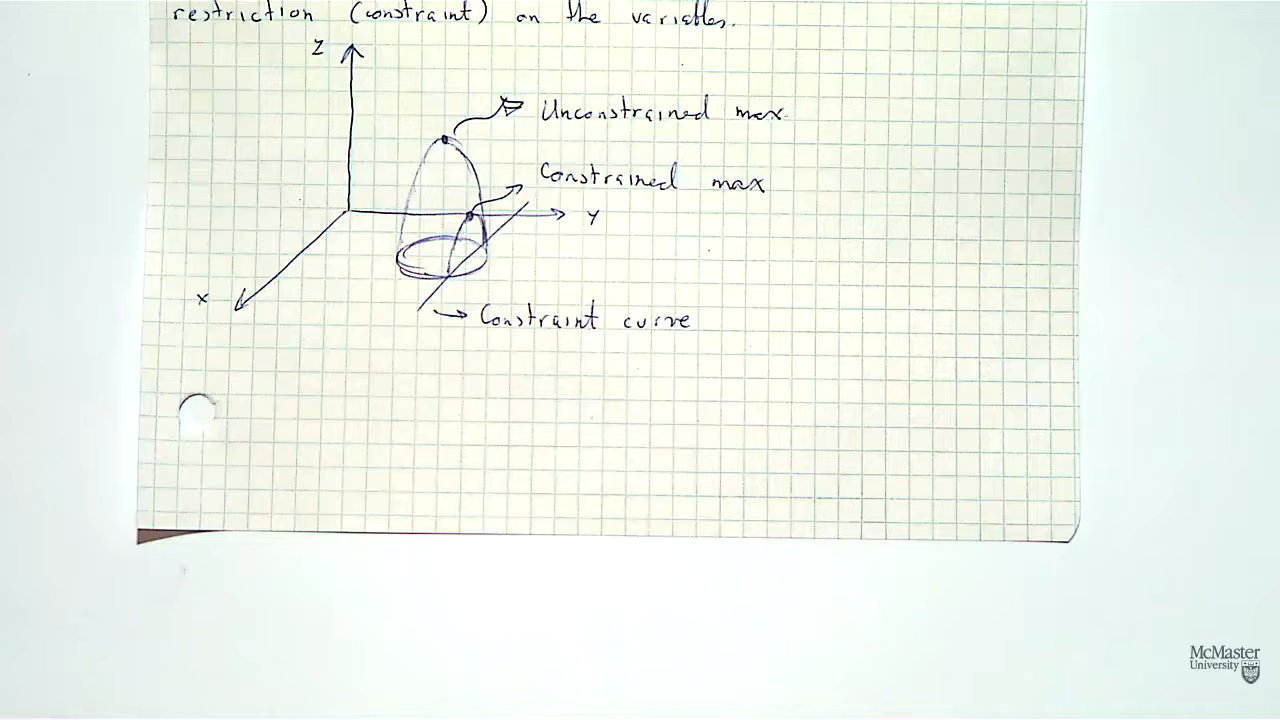 restriction (constraint) on the variables.
Z
Unconstrained max.
Constrained max
Y
X
Constraint curve
McMaster
University